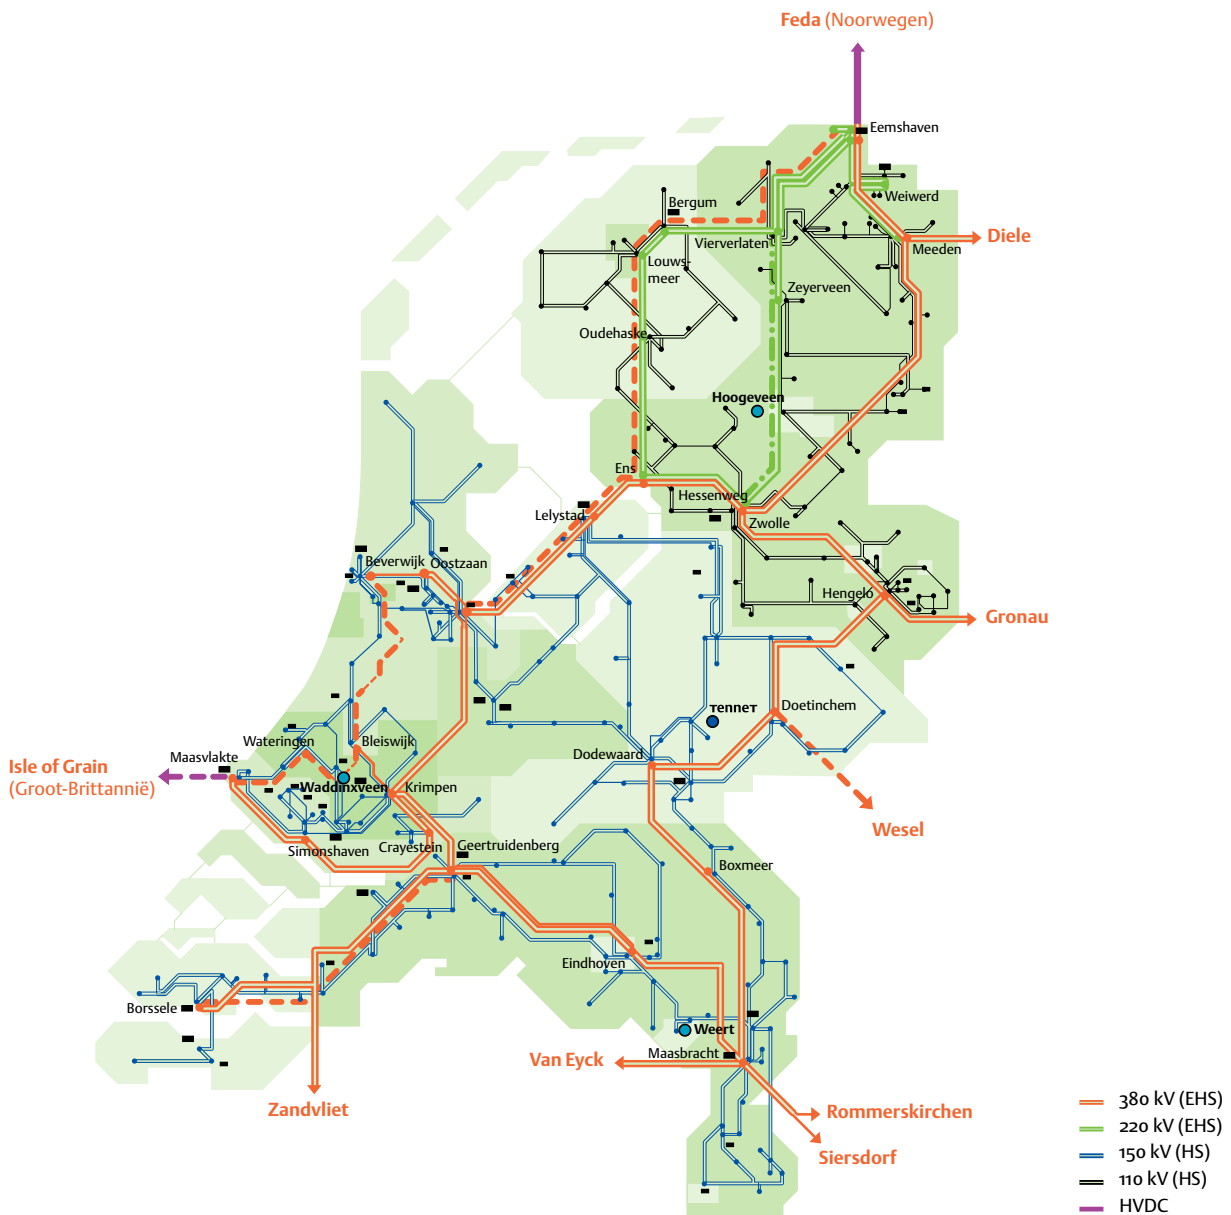 Feda (Noorwegen)
Eemshaven
Weiwerd
Bergum
Vierverlaten
Diele
Meeden
Louws-
meer
Zeyerveen
Oudehaske
Hoogeveen
Ens
Hessenweg
Lelystad
Zwolle
Beverwijk
Oostzaan
Hengelo
Gronau
Doetinchem
TenneT
Wateringen
Bleiswijk
Dodewaard
Maasvlakte
Isle of Grain
(Groot-Brittannië)
Waddinxveen
Krimpen
Wesel
Simonshaven
Crayestein
Geertruidenberg
Boxmeer
Eindhoven
Borssele
Weert
Maasbracht
Van Eyck
Zandvliet
Rommerskirchen
Siersdorf
380 kV (EHS)
220 kV (EHS)
150 kV (HS)
110 kV (HS)
HVDC